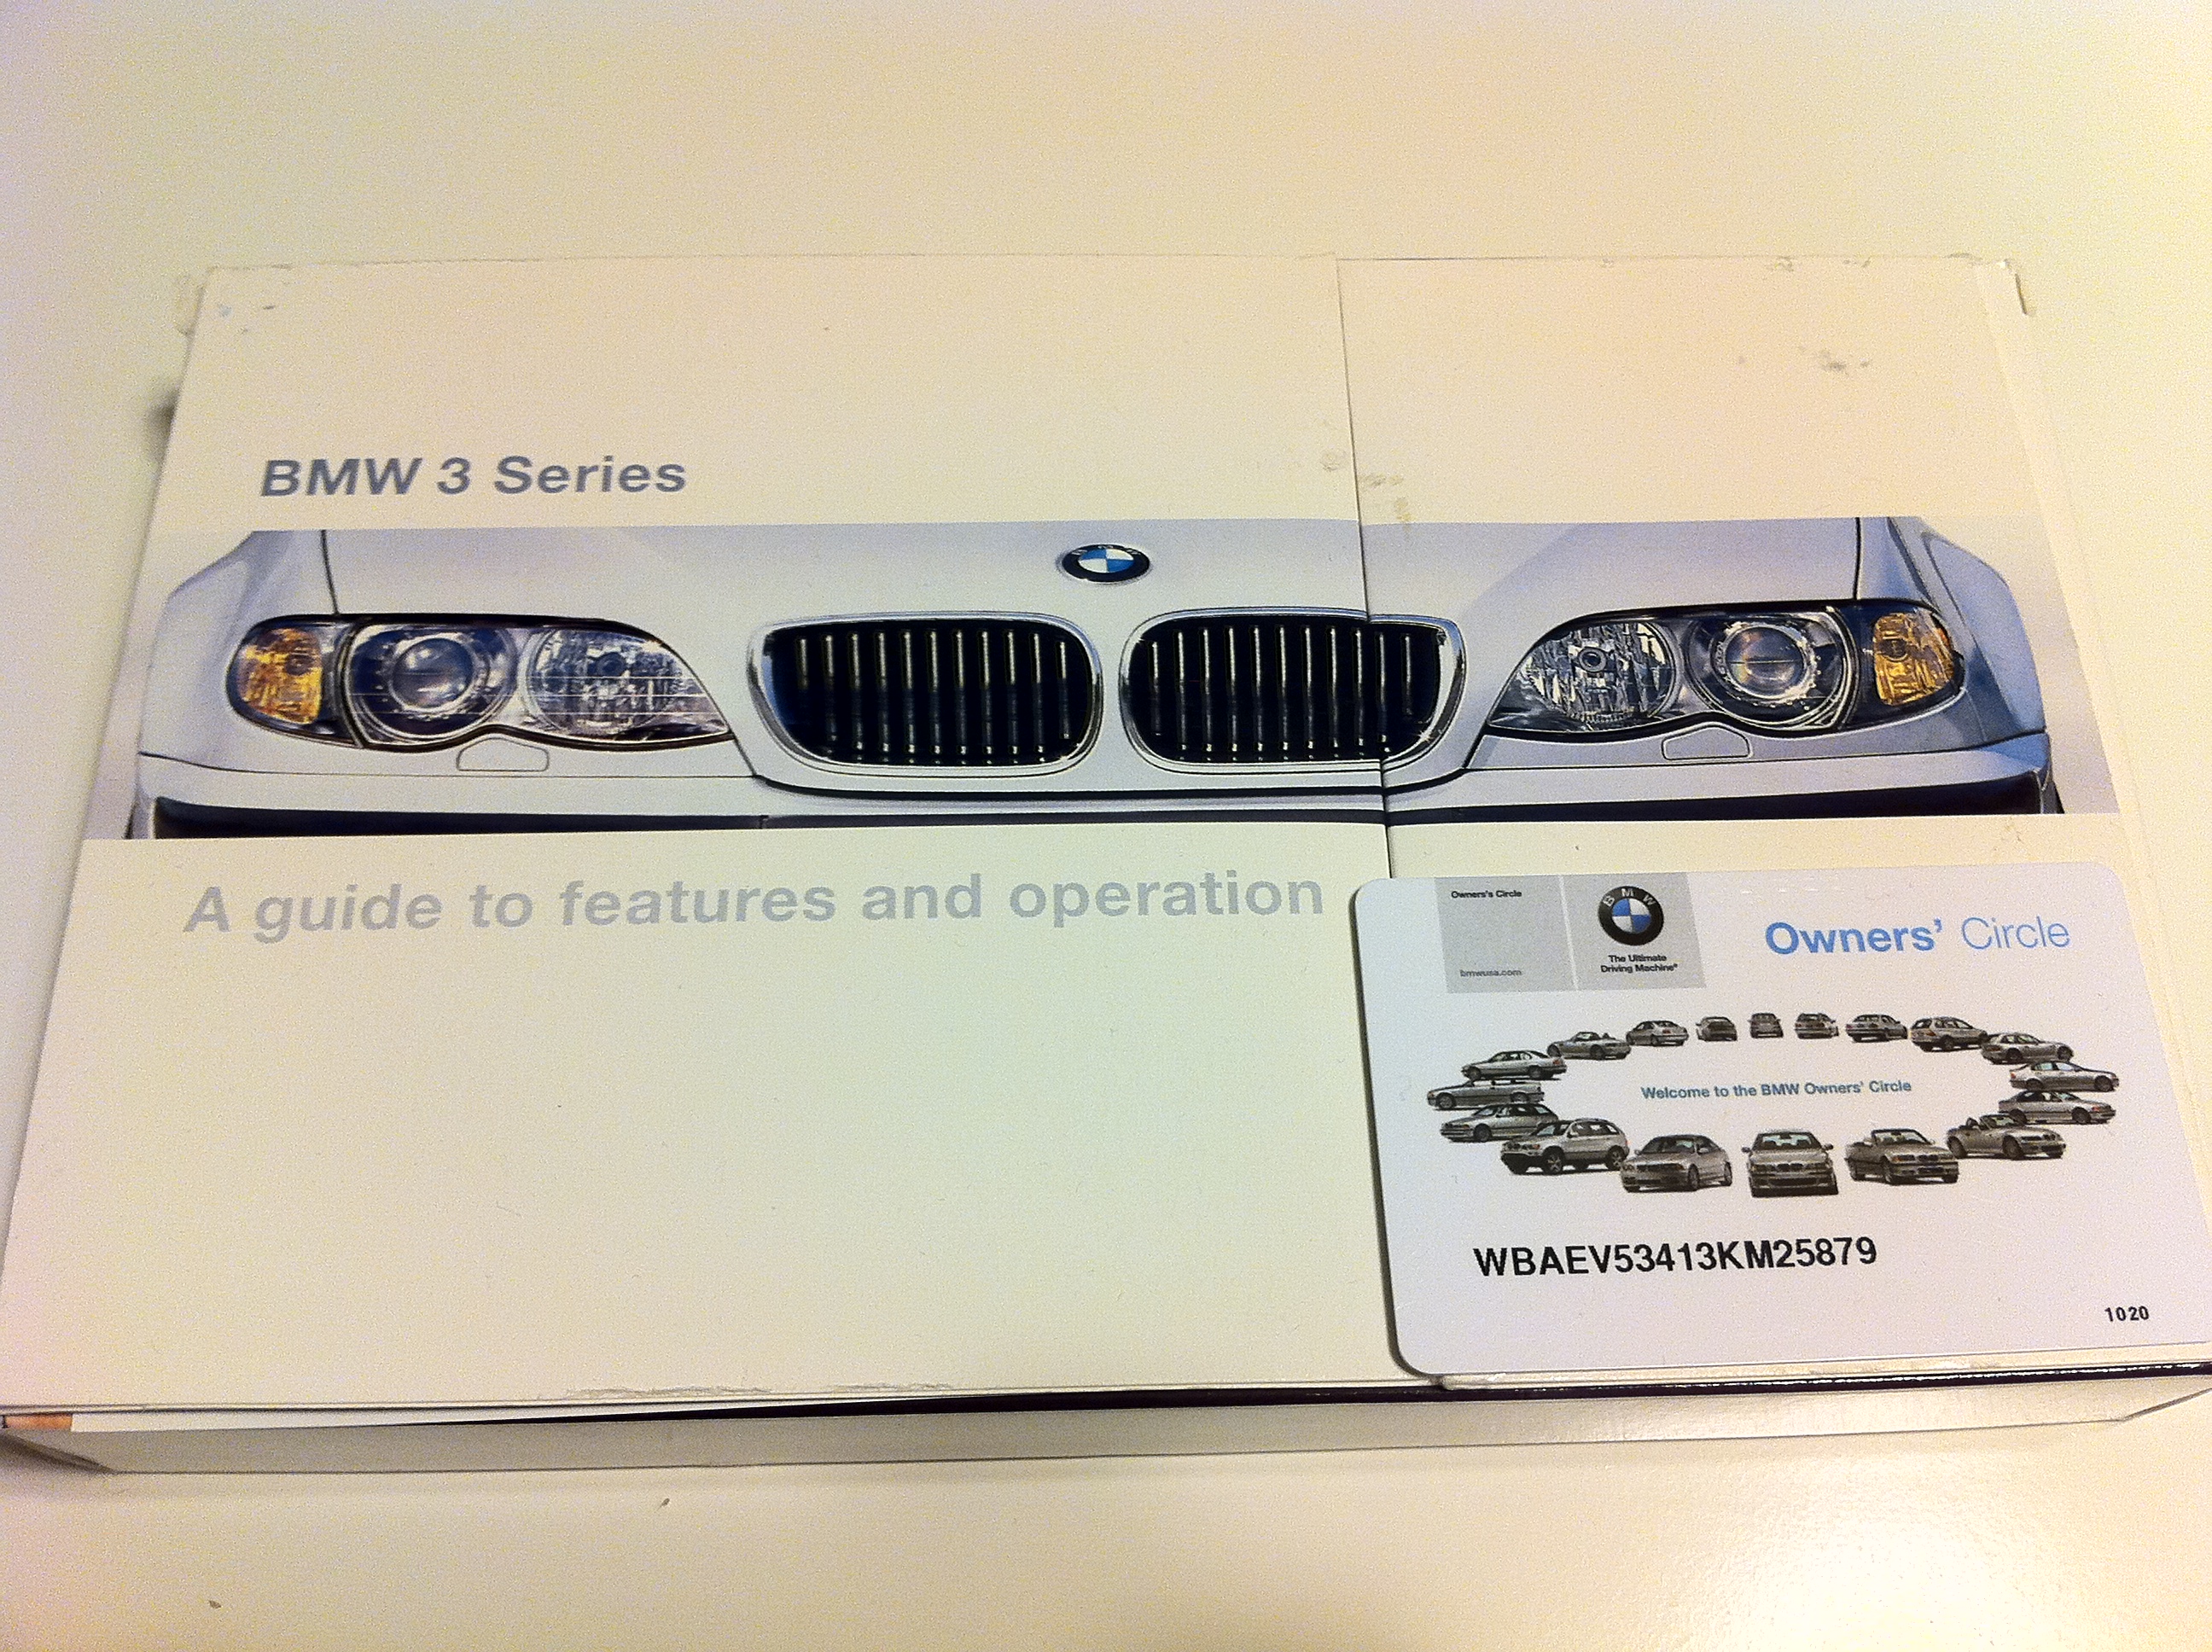 BMW 3 Series
A guide to features and operation
Owners's Circle
bmwusa.com
BMW
The Ultimate
Driving Machine®
Owners' Circle
Welcome to the BMW Owners' Circle
WBAEV53413KM25879
1020